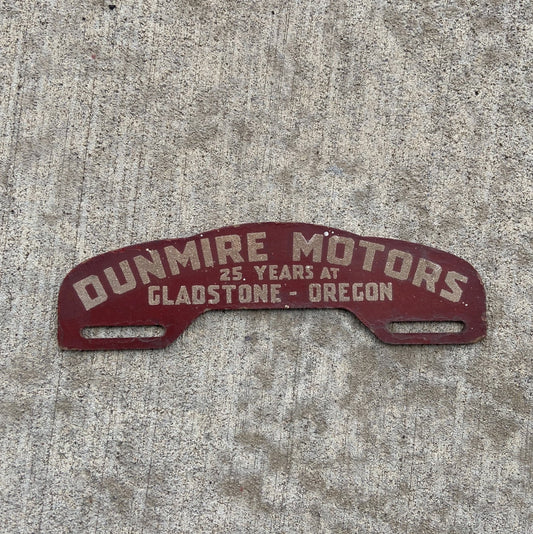 DUNMIRE MOTORS
25 YEARS AT
GLADSTONE - OREGON